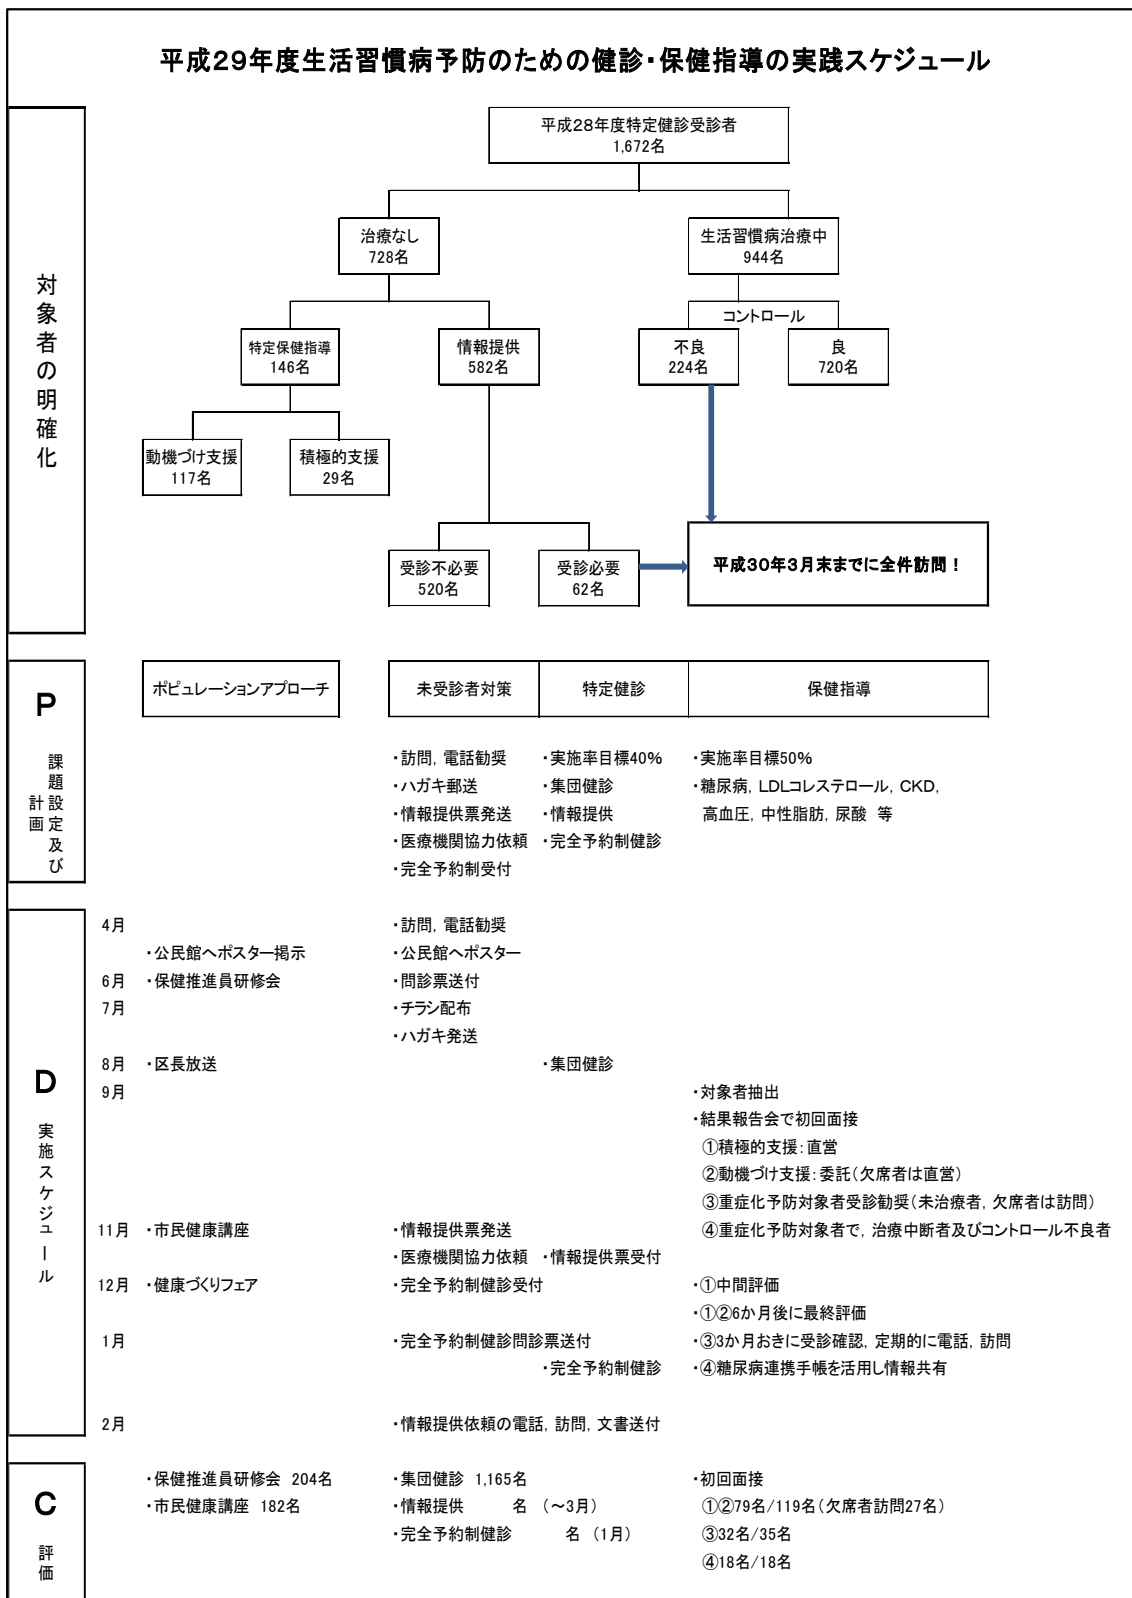 平成29年度生活習慣病予防のための健診・保健指導の実践スケジュール
対象者の明確化
平成28年度特定健診受診者
1,672名
治療なし
728名
生活習慣病治療中
944名
コントロール
特定保健指導
146名
情報提供
582名
不良
224名
良
720名
動機づけ支援
117名
積極的支援
29名
受診不必要
520名
受診必要
62名
平成30年3月末までに全件訪問！
P
課題設定及び
計画
ポピュレーションアプローチ
未受診者対策
特定健診
保健指導
・訪問，電話勧奨 ・実施率目標40% ・実施率目標50%
・ハガキ郵送 ・集団健診 ・糖尿病，LDLコレステロール，CKD，
・情報提供票発送 ・情報提供 高血圧，中性脂肪，尿酸 等
・医療機関協力依頼 ・完全予約制健診
・完全予約制受付
D
実施スケジュール
4月 ・訪問，電話勧奨
・公民館へポスター掲示 ・公民館へポスター
6月 ・保健推進員研修会 ・問診票送付
7月 ・チラシ配布
・ハガキ発送
8月 ・区長放送 ・集団健診
9月 ・対象者抽出
・結果報告会で初回面接
①積極的支援：直営
②動機づけ支援：委託（欠席者は直営）
③重症化予防対象者受診勧奨（未治療者，欠席者は訪問）
11月 ・市民健康講座 ・情報提供票発送 ④重症化予防対象者で，治療中断者及びコントロール不良者
・医療機関協力依頼 ・情報提供票受付
12月 ・健康づくりフェア ・完全予約制健診受付 ・①中間評価
・①②6か月後に最終評価
1月 ・完全予約制健診問診票送付 ・③3か月おきに受診確認，定期的に電話，訪問
・完全予約制健診 ・④糖尿病連携手帳を活用し情報共有
2月 ・情報提供依頼の電話，訪問，文書送付
C
評価
・保健推進員研修会 204名 ・集団健診 1,165名 ・初回面接
・市民健康講座 182名 ・情報提供 名 （～3月） ①②79名/119名（欠席者訪問27名）
・完全予約制健診 名 （1月） ③32名/35名
④18名/18名